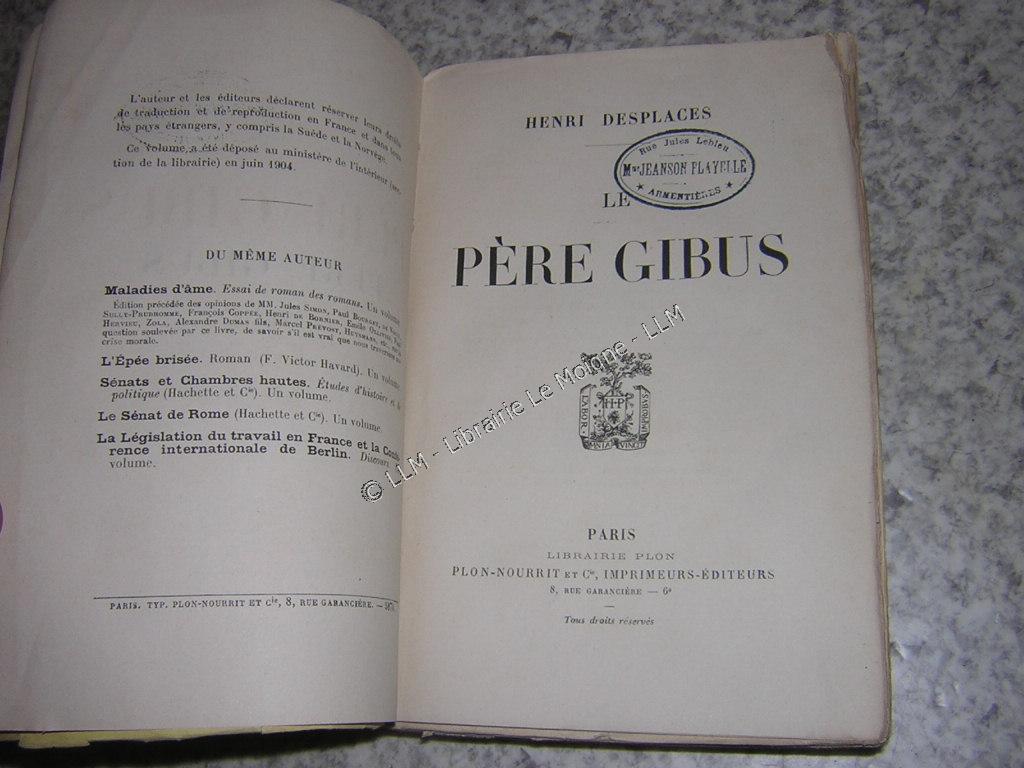 L'auteur et les éditeurs déclarent réserver leurs droits
de traduction et de reproduction en France et dans tous
les pays étrangers, y compris la Suède et la Norvège.
Ce volume a été déposé au ministère de l'intérieur (sec-
tion de la librairie) en juin 1904.
DU MÊME AUTEUR
Maladies d'âme. Essai de roman des romans. Un volume
Édition précédée des opinions de MM. Jules Simon, Paul Bourget, de
Sully-Prudhomme, François Coppée, Henri de Bornier, Émile
Hervieu, Zola, Alexandre Dumas fils, Marcel Prévost, Huysmans, etc.
question soulevée par ce livre, de savoir s'il est vrai que nous
crise morale.
L'Épée brisée. Roman (F. Victor Havard). Un volume
Sénats et Chambres hautes. Études d'histoire et
politique (Hachette et Cie). Un volume.
Le Sénat de Rome (Hachette et Cie). Un volume.
La Législation du travail en France et la
rence internationale de Berlin. Discours
volume.
PARIS. TYP. PLON-NOURRIT ET Cie, 8, RUE GARANCIÈRE. —
HENRI DESPLACES
Rue Jules Lebleu
JEANSON PLAYELLE
★ ARMENTIÈRES ★
LE
PÈRE GIBUS
LABOR
OMNIA VINCIT
IMPROBUS
H-P
PARIS
LIBRAIRIE PLON
PLON-NOURRIT ET Cie, IMPRIMEURS-ÉDITEURS
8, RUE GARANCIÈRE — 6e
Tous droits réservés
© LLM - Librairie Le Molone - LLM